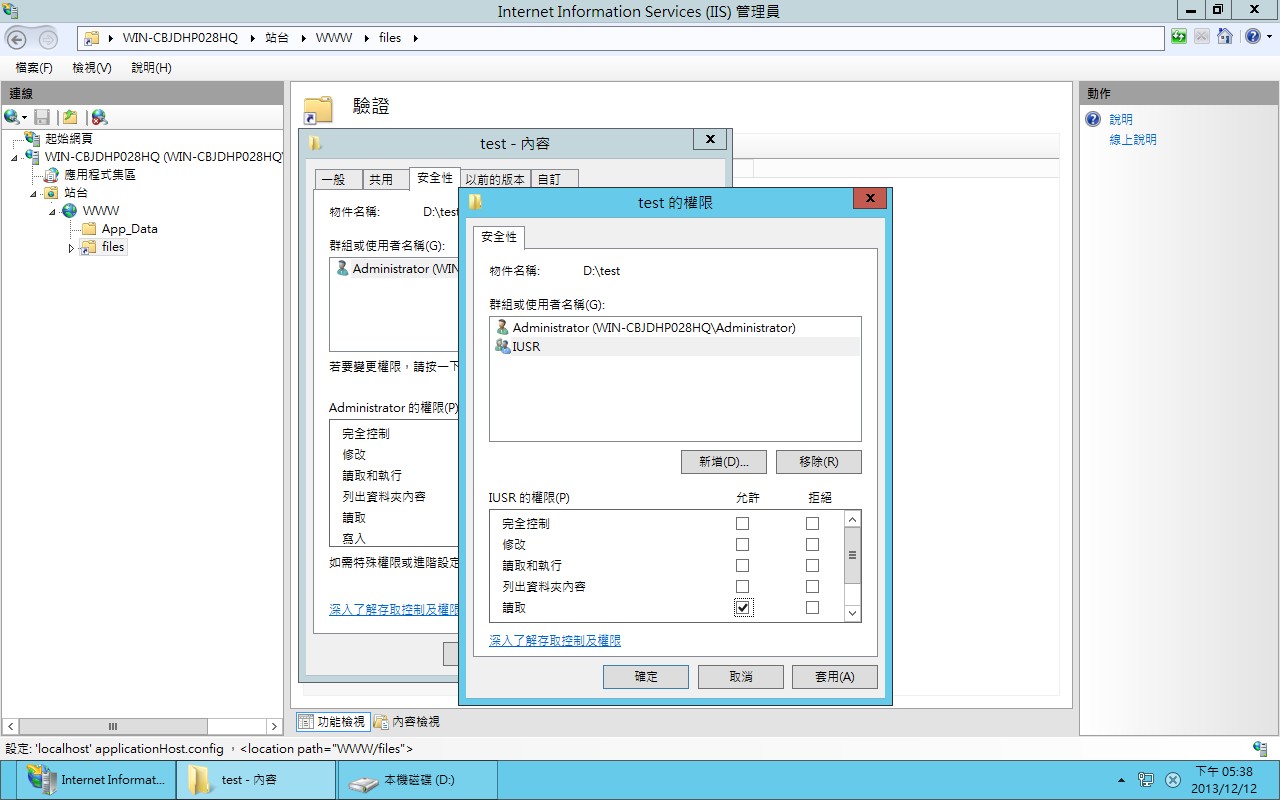 Internet Information Services (IIS) 管理員
WIN-CBJDHP028HQ 站台 WWW files
檔案(F) 檢視(V) 說明(H)
連線
起始網頁
WIN-CBJDHP028HQ (WIN-CBJDHP028HQ\
應用程式集區
站台
WWW
App_Data
files
驗證
test - 內容
一般 共用 安全性 以前的版本 自訂
物件名稱: D:\test
群組或使用者名稱(G):
Administrator (WIN
若要變更權限，請按一下
Administrator 的權限(P)
完全控制
修改
讀取和執行
列出資料夾內容
讀取
寫入
如需特殊權限或進階設定
深入了解存取控制及權限
test 的權限
安全性
物件名稱: D:\test
群組或使用者名稱(G):
Administrator (WIN-CBJDHP028HQ\Administrator)
IUSR
新增(D)... 移除(R)
IUSR 的權限(P) 允許 拒絕
完全控制
修改
讀取和執行
列出資料夾內容
讀取
深入了解存取控制及權限
確定 取消 套用(A)
動作
說明
線上說明
功能檢視 內容檢視
設定: 'localhost' applicationHost.config ，<location path="WWW/files">
Internet Informat... test - 內容 本機磁碟 (D:)
下午 05:38
2013/12/12